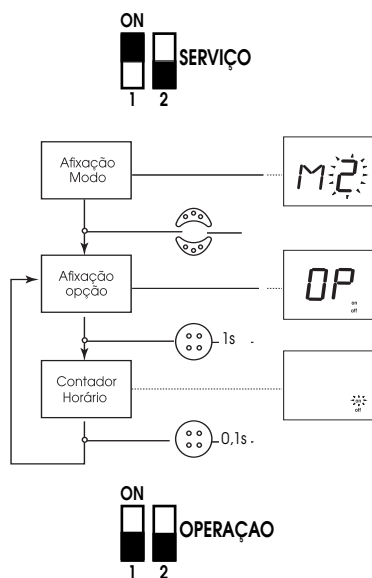 ON
SERVIÇO
1 2
Afixação
Modo
M2
Afixação
opção
OP
on
off
1s
Contador
Horário
on
off
0,1s
ON
OPERAÇAO
1 2